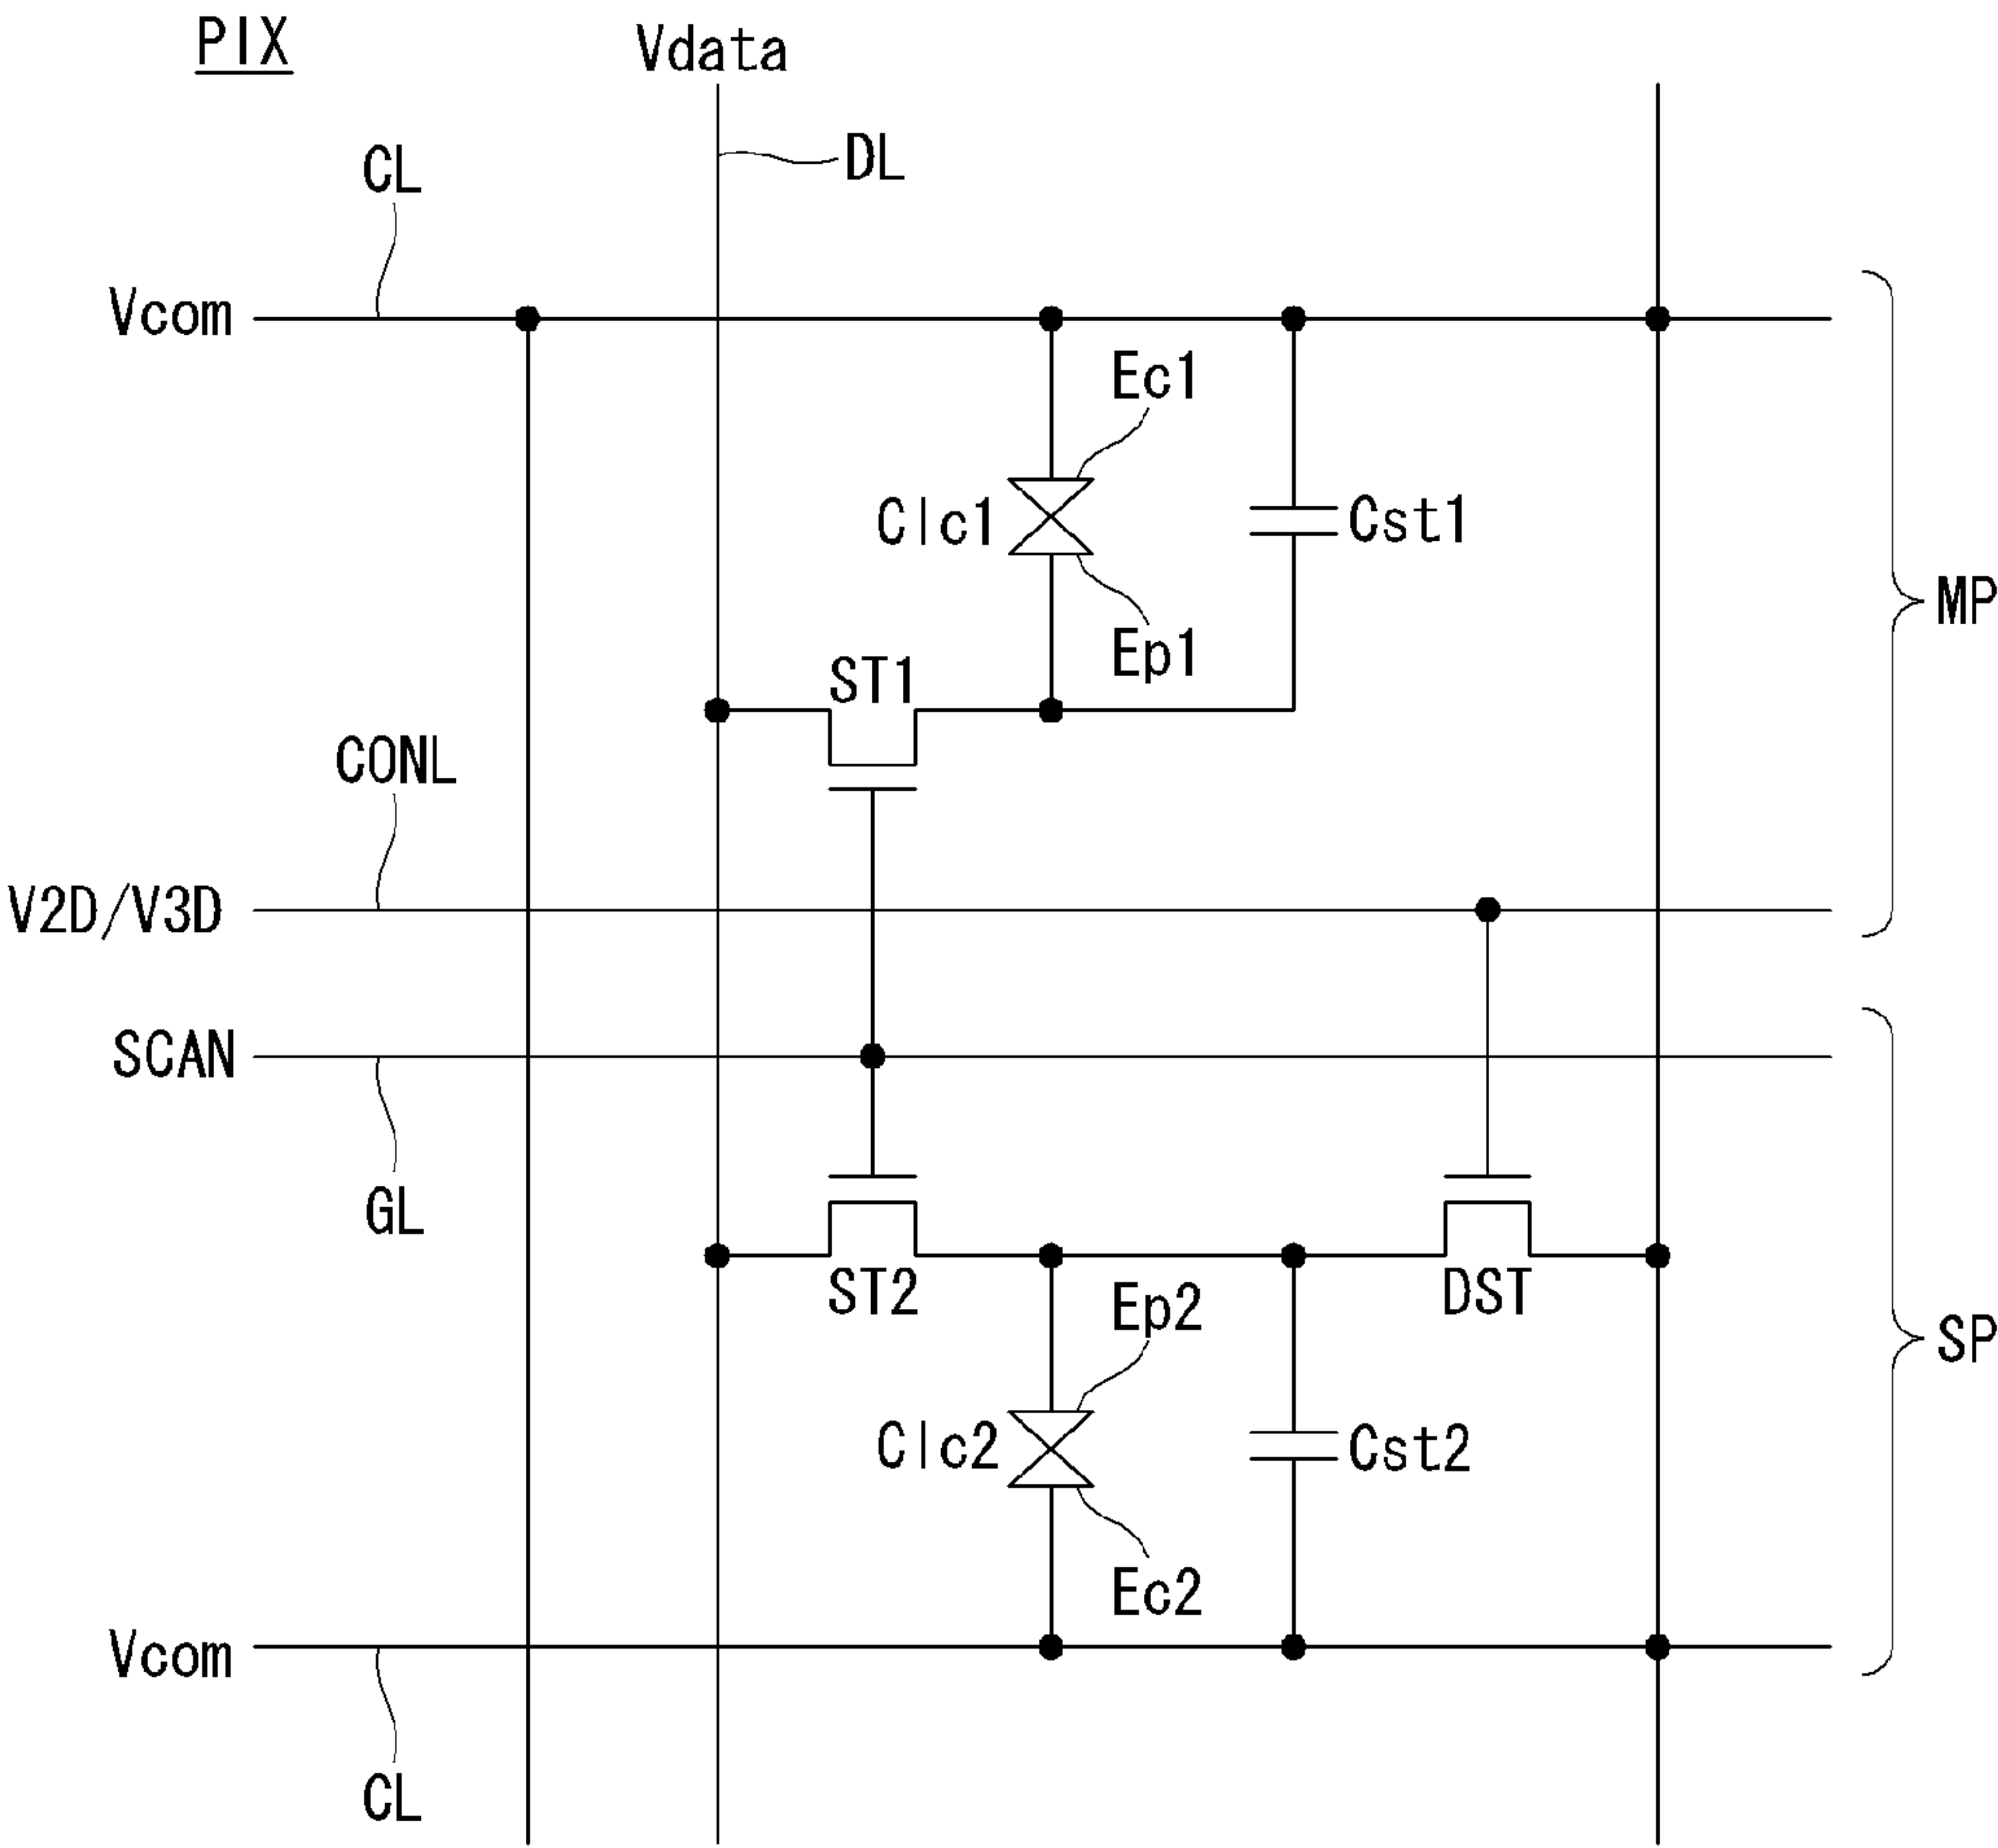 PIX
Vdata
DL
CL
Vcom
Ec1
Clc1
Cst1
MP
Ep1
ST1
CONL
V2D/V3D
SCAN
GL
ST2
Ep2
DST
SP
Clc2
Cst2
Ec2
Vcom
CL